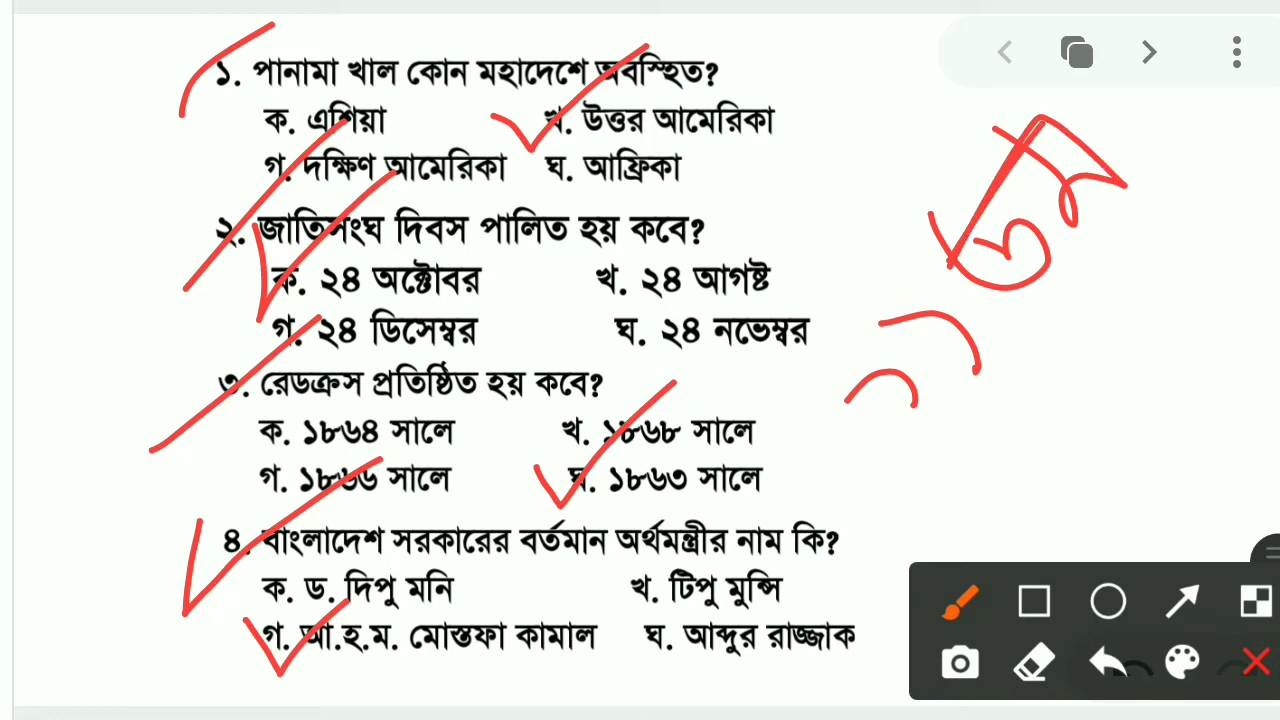 ১. পানামা খাল কোন মহাদেশে অবস্হিত?
ক. এশিয়া খ. উত্তর আমেরিকা
গ. দক্ষিণ আমেরিকা ঘ. আফ্রিকা
২. জাতিসংঘ দিবস পালিত হয় কবে?
ক. ২৪ অক্টোবর খ. ২৪ আগষ্ট
গ. ২৪ ডিসেম্বর ঘ. ২৪ নভেম্বর
৩. রেডক্রস প্রতিষ্ঠিত হয় কবে?
ক. ১৮৬৪ সালে খ. ১৮৬৮ সালে
গ. ১৮৬৬ সালে ঘ. ১৮৬৩ সালে
৪. বাংলাদেশ সরকারের বর্তমান অর্থমন্ত্রীর নাম কি?
ক. ড. দিপু মনি খ. টিপু মুন্সি
গ. আ.হ.ম. মোস্তফা কামাল ঘ. আব্দুর রাজ্জাক